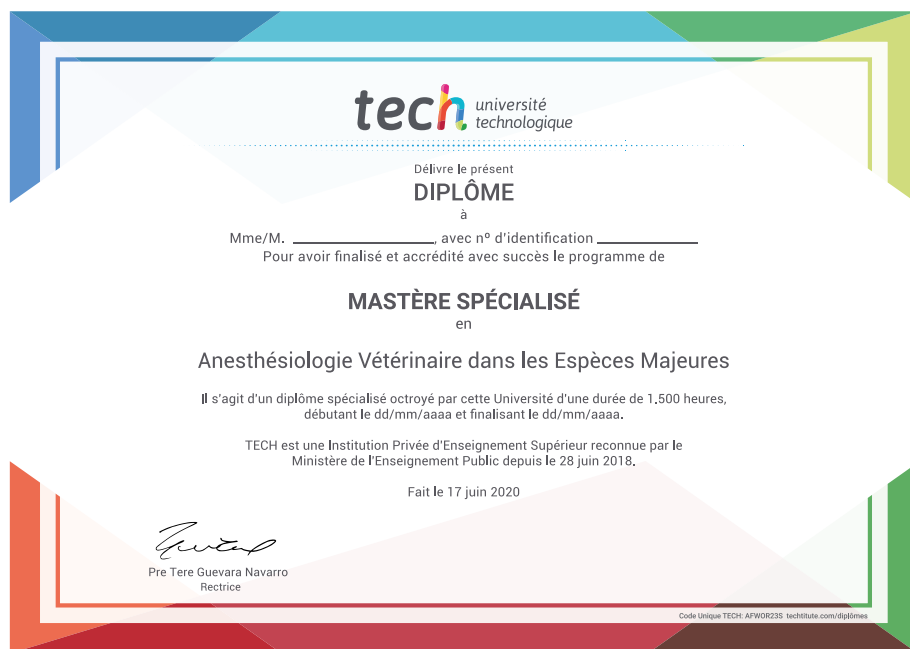 tech université
technologique
Délivre le présent
DIPLÔME
à
Mme/M. ____________, avec nº d'identification ____________
Pour avoir finalisé et accrédité avec succès le programme de
MASTÈRE SPÉCIALISÉ
en
Anesthésiologie Vétérinaire dans les Espèces Majeures
Il s'agit d'un diplôme spécialisé octroyé par cette Université d'une durée de 1.500 heures,
débutant le dd/mm/aaaa et finalisant le dd/mm/aaaa.
TECH est une Institution Privée d'Enseignement Supérieur reconnue par le
Ministère de l'Enseignement Public depuis le 28 juin 2018.
Fait le 17 juin 2020
Pre Tere Guevara Navarro
Rectrice
Code Unique TECH: AFWOR23S techtitute.com/diplômes